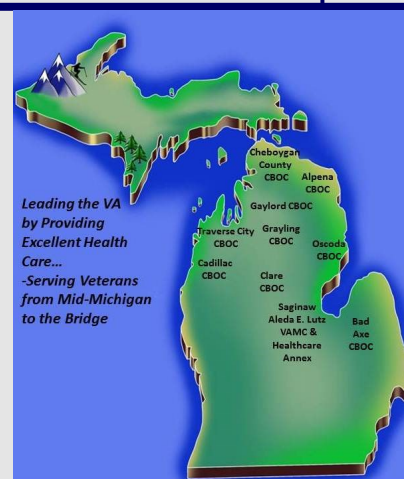 Cheboygan
County
CBOC
Alpena
CBOC
Gaylord CBOC
Traverse City
CBOC
Grayling
CBOC
Oscoda
CBOC
Cadillac
CBOC
Clare
CBOC
Saginaw
Aleda E. Lutz
VAMC &
Healthcare
Annex
Bad
Axe
CBOC
Leading the VA
by Providing
Excellent Health
Care...
-Serving Veterans
from Mid-Michigan
to the Bridge